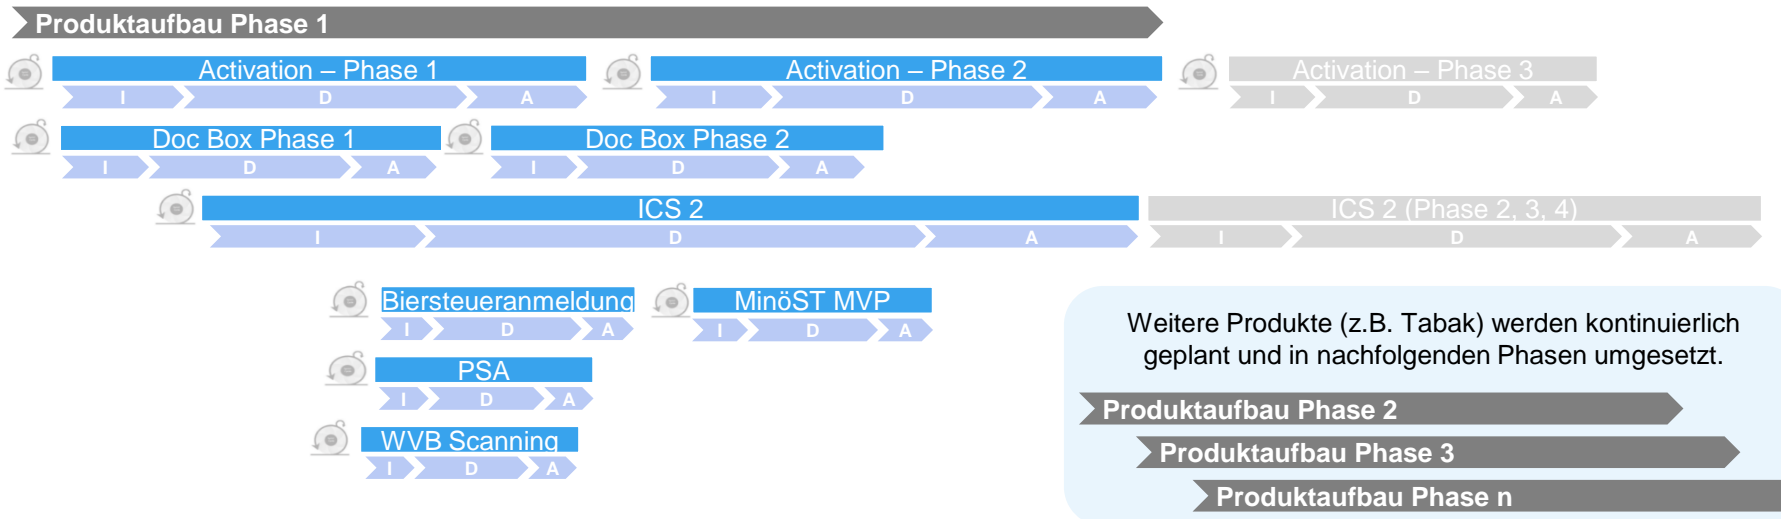 Produktaufbau Phase 1
Activation – Phase 1
Activation – Phase 2
Activation – Phase 3
I D A
I D A
I D A
Doc Box Phase 1
Doc Box Phase 2
I D A
I D A
ICS 2
ICS 2 (Phase 2, 3, 4)
I D A
I D A
Biersteueranmeldung
MinöST MVP
I D A
I D A
PSA
I D A
WVB Scanning
I D A
Weitere Produkte (z.B. Tabak) werden kontinuierlich
geplant und in nachfolgenden Phasen umgesetzt.
Produktaufbau Phase 2
Produktaufbau Phase 3
Produktaufbau Phase n